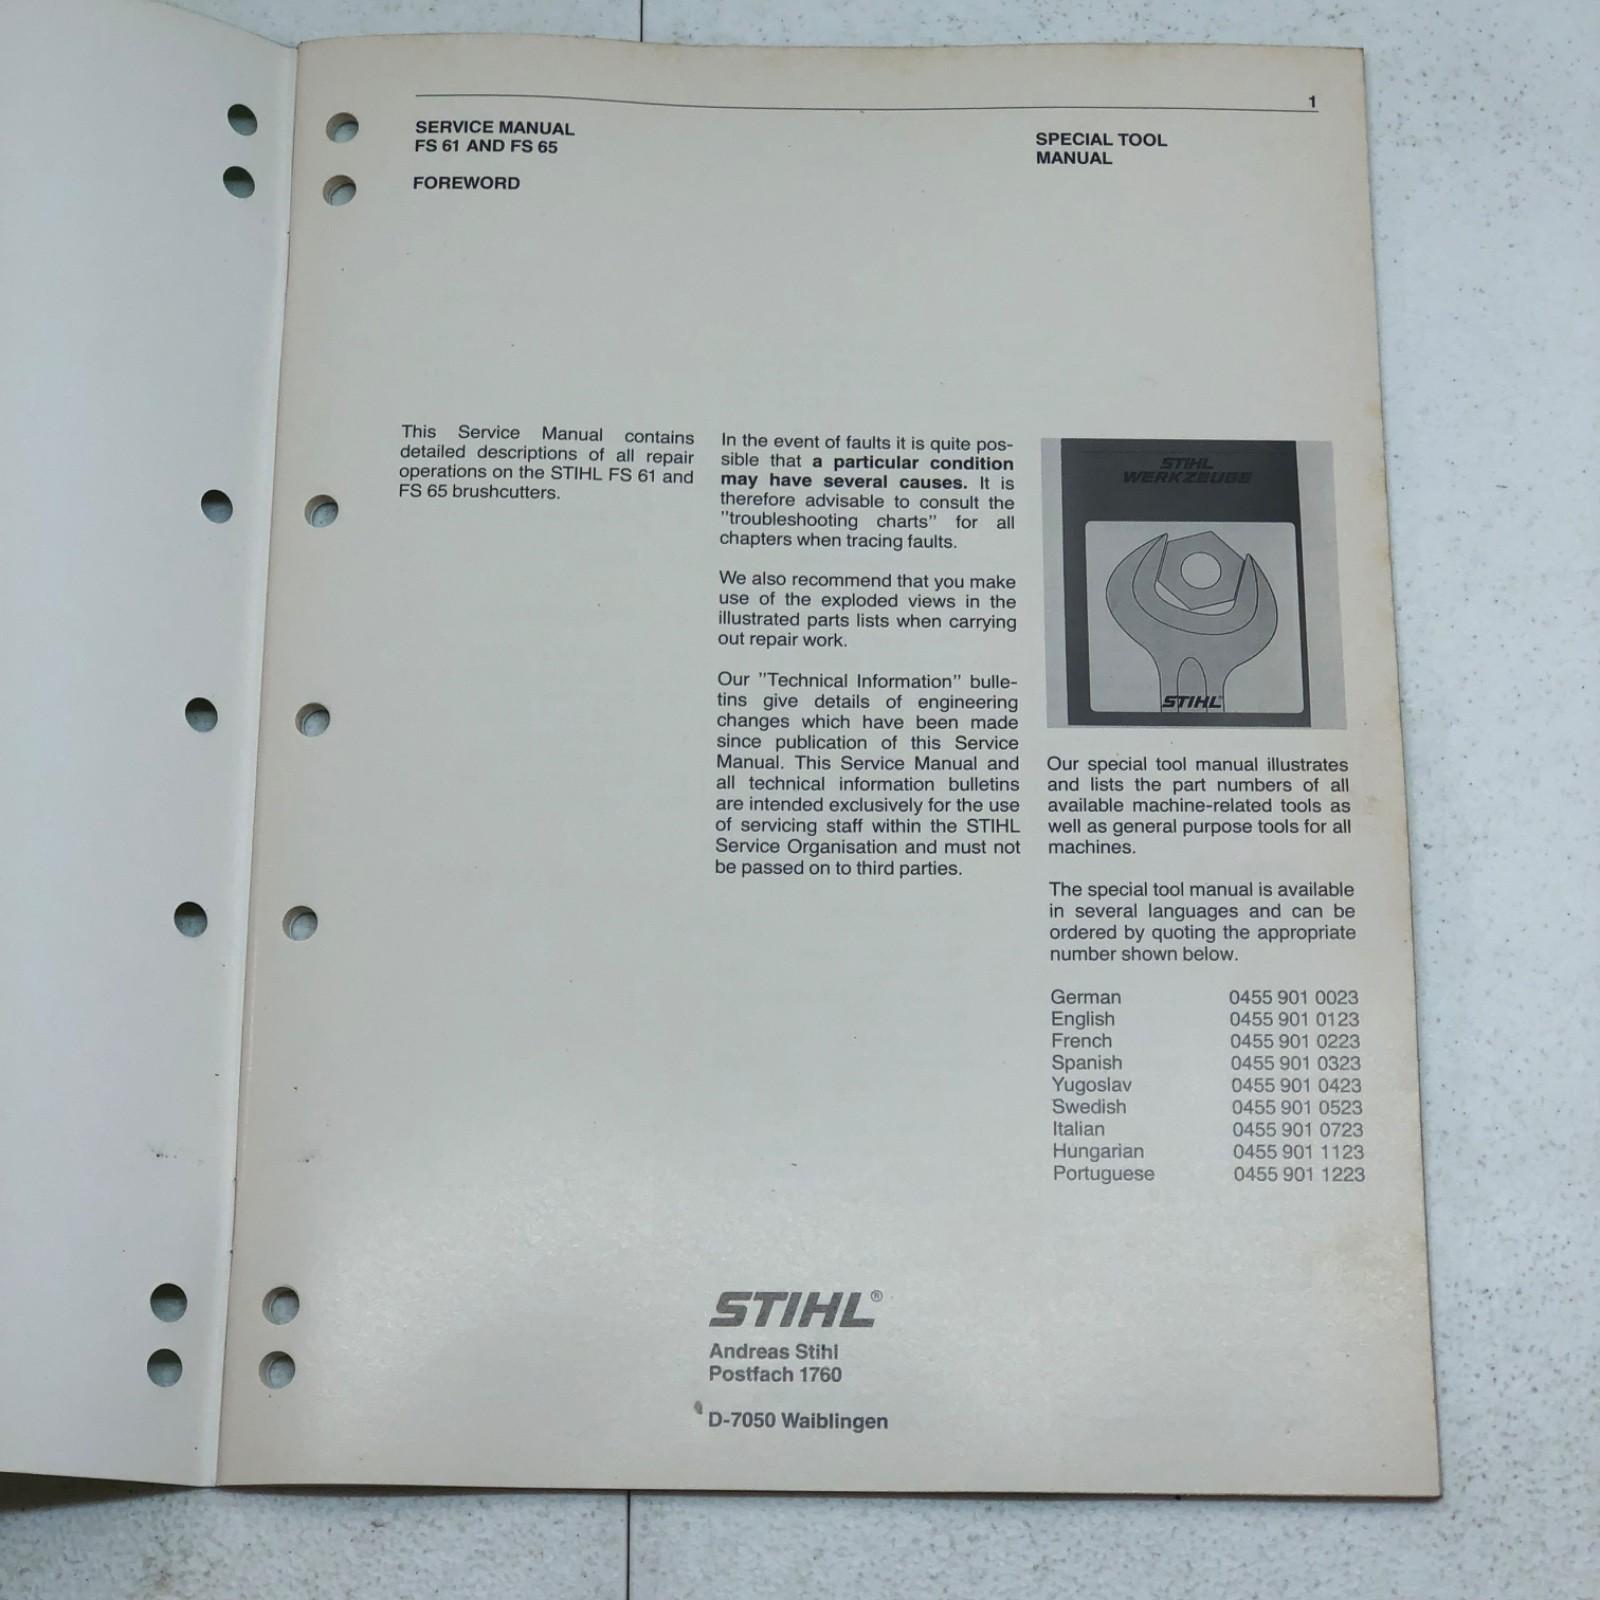 1
SERVICE MANUAL
FS 61 AND FS 65
FOREWORD
SPECIAL TOOL
MANUAL
This Service Manual contains
detailed descriptions of all repair
operations on the STIHL FS 61 and
FS 65 brushcutters.
In the event of faults it is quite pos-
sible that a particular condition
may have several causes. It is
therefore advisable to consult the
"troubleshooting charts" for all
chapters when tracing faults.
We also recommend that you make
use of the exploded views in the
illustrated parts lists when carrying
out repair work.
Our "Technical Information" bulle-
tins give details of engineering
changes which have been made
since publication of this Service
Manual. This Service Manual and
all technical information bulletins
are intended exclusively for the use
of servicing staff within the STIHL
Service Organisation and must not
be passed on to third parties.
STIHL
WERKZEUGE
STIHL
Our special tool manual illustrates
and lists the part numbers of all
available machine-related tools as
well as general purpose tools for all
machines.
The special tool manual is available
in several languages and can be
ordered by quoting the appropriate
number shown below.
German 0455 901 0023
English 0455 901 0123
French 0455 901 0223
Spanish 0455 901 0323
Yugoslav 0455 901 0423
Swedish 0455 901 0523
Italian 0455 901 0723
Hungarian 0455 901 1123
Portuguese 0455 901 1223
STIHL®
Andreas Stihl
Postfach 1760
D-7050 Waiblingen